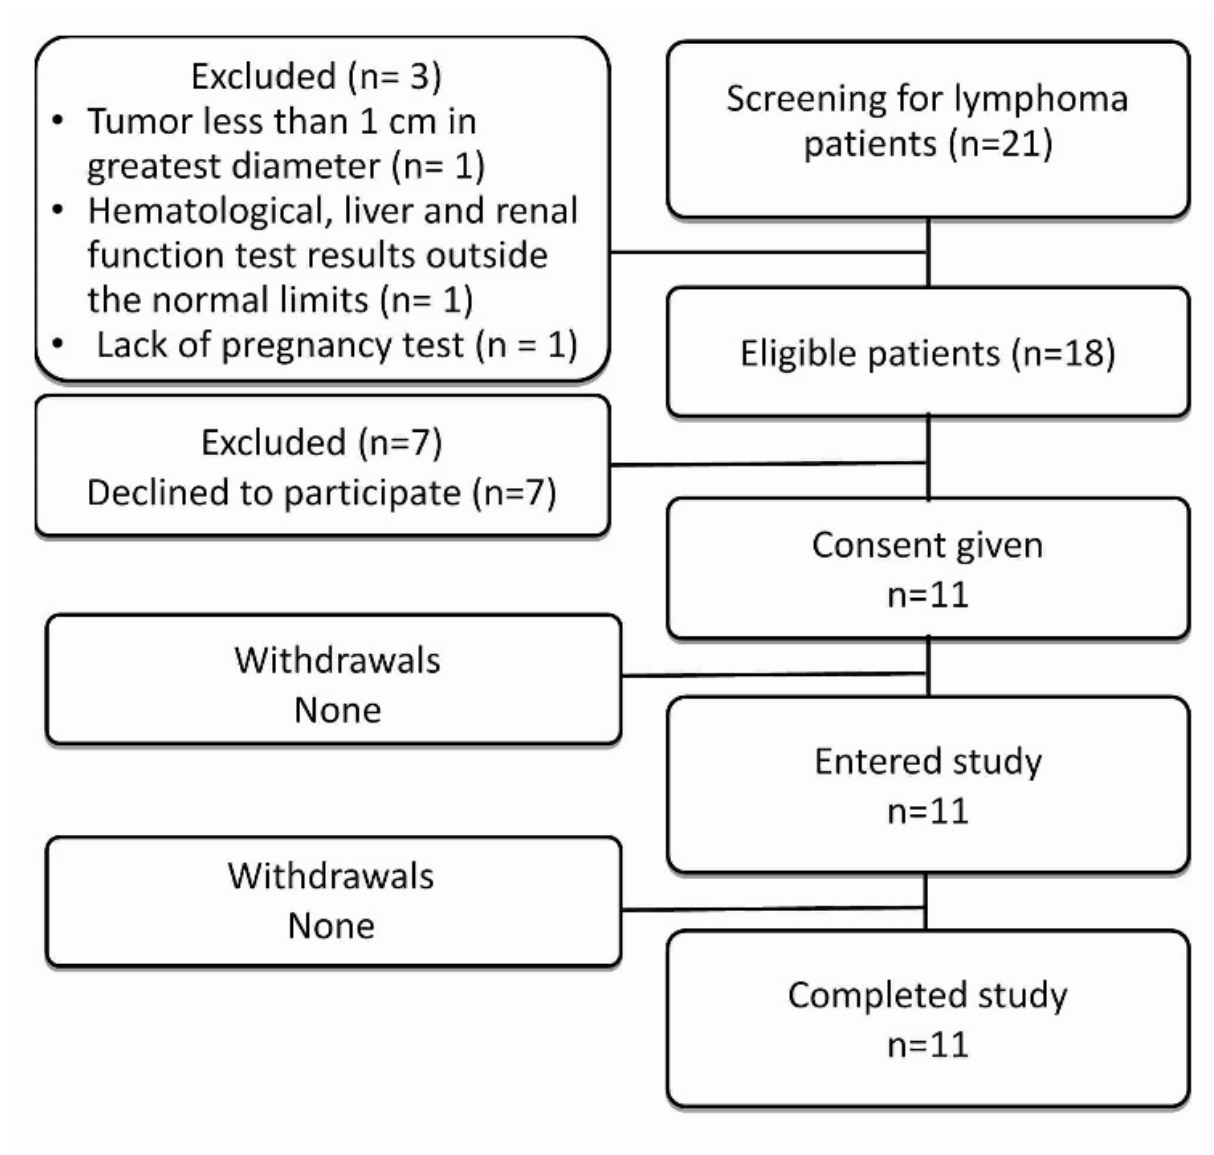 Excluded (n= 3)
• Tumor less than 1 cm in
greatest diameter (n= 1)
• Hematological, liver and renal
function test results outside
the normal limits (n= 1)
• Lack of pregnancy test (n = 1)
Screening for lymphoma
patients (n=21)
Eligible patients (n=18)
Excluded (n=7)
Declined to participate (n=7)
Consent given
n=11
Withdrawals
None
Entered study
n=11
Withdrawals
None
Completed study
n=11